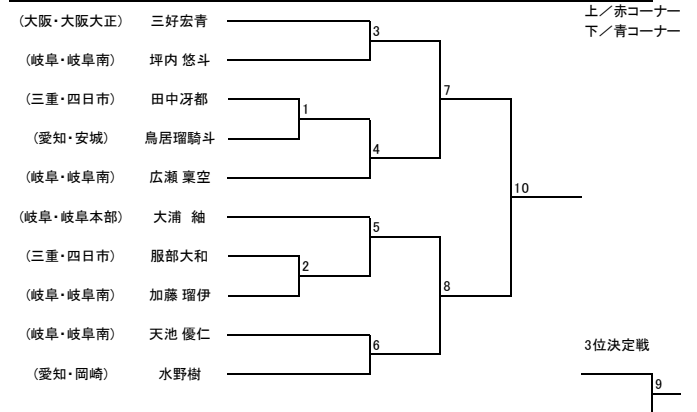 上／赤コーナー
(大阪・大阪大正) 三好宏青
下／青コーナー
3
(岐阜・岐阜南) 坪内 悠斗
7
(三重・四日市) 田中冴都
1
(愛知・安城) 鳥居瑠騎斗
4
(岐阜・岐阜南) 広瀬 稟空
10
(岐阜・岐阜本部) 大浦 紬
5
(三重・四日市) 服部大和
2
8
(岐阜・岐阜南) 加藤 瑠伊
(岐阜・岐阜南) 天池 優仁
6
3位決定戦
(愛知・岡崎) 水野樹
9